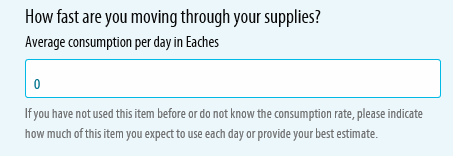 How fast are you moving through your supplies?
Average consumption per day in Eaches
0
If you have not used this item before or do not know the consumption rate, please indicate
how much of this item you expect to use each day or provide your best estimate.